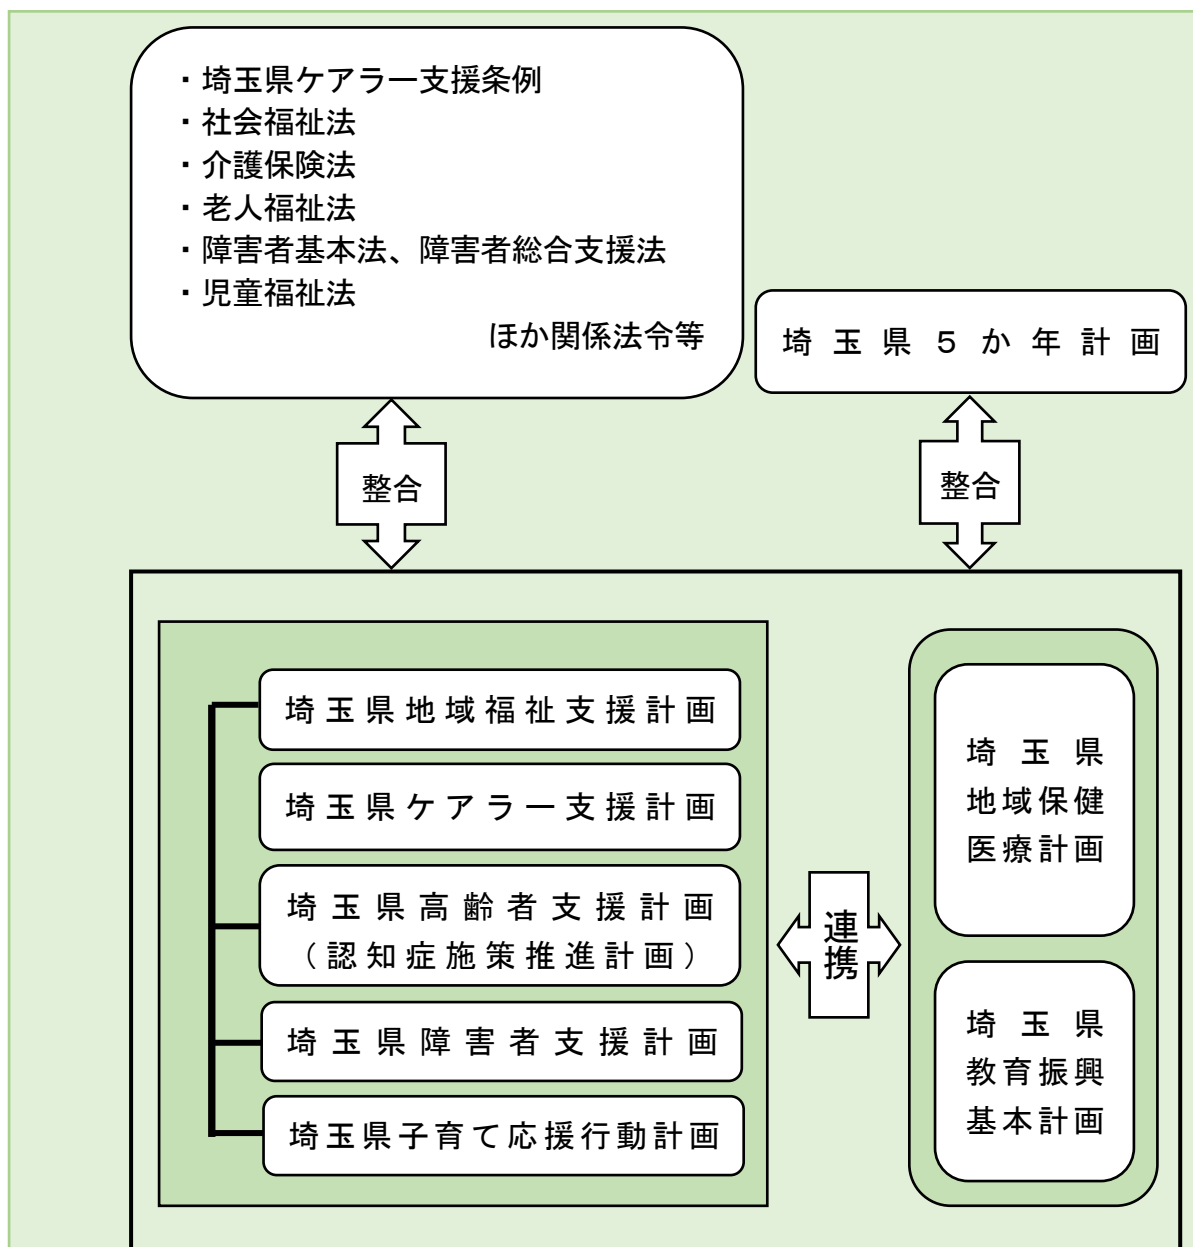 ・埼玉県ケアラー支援条例
・社会福祉法
・介護保険法
・老人福祉法
・障害者基本法、障害者総合支援法
・児童福祉法
ほか関係法令等
埼玉県５か年計画
整合
整合
埼玉県地域福祉支援計画
埼玉県ケアラー支援計画
埼玉県高齢者支援計画
（認知症施策推進計画）
埼玉県障害者支援計画
埼玉県子育て応援行動計画
連携
埼玉県
地域保健
医療計画
埼玉県
教育振興
基本計画